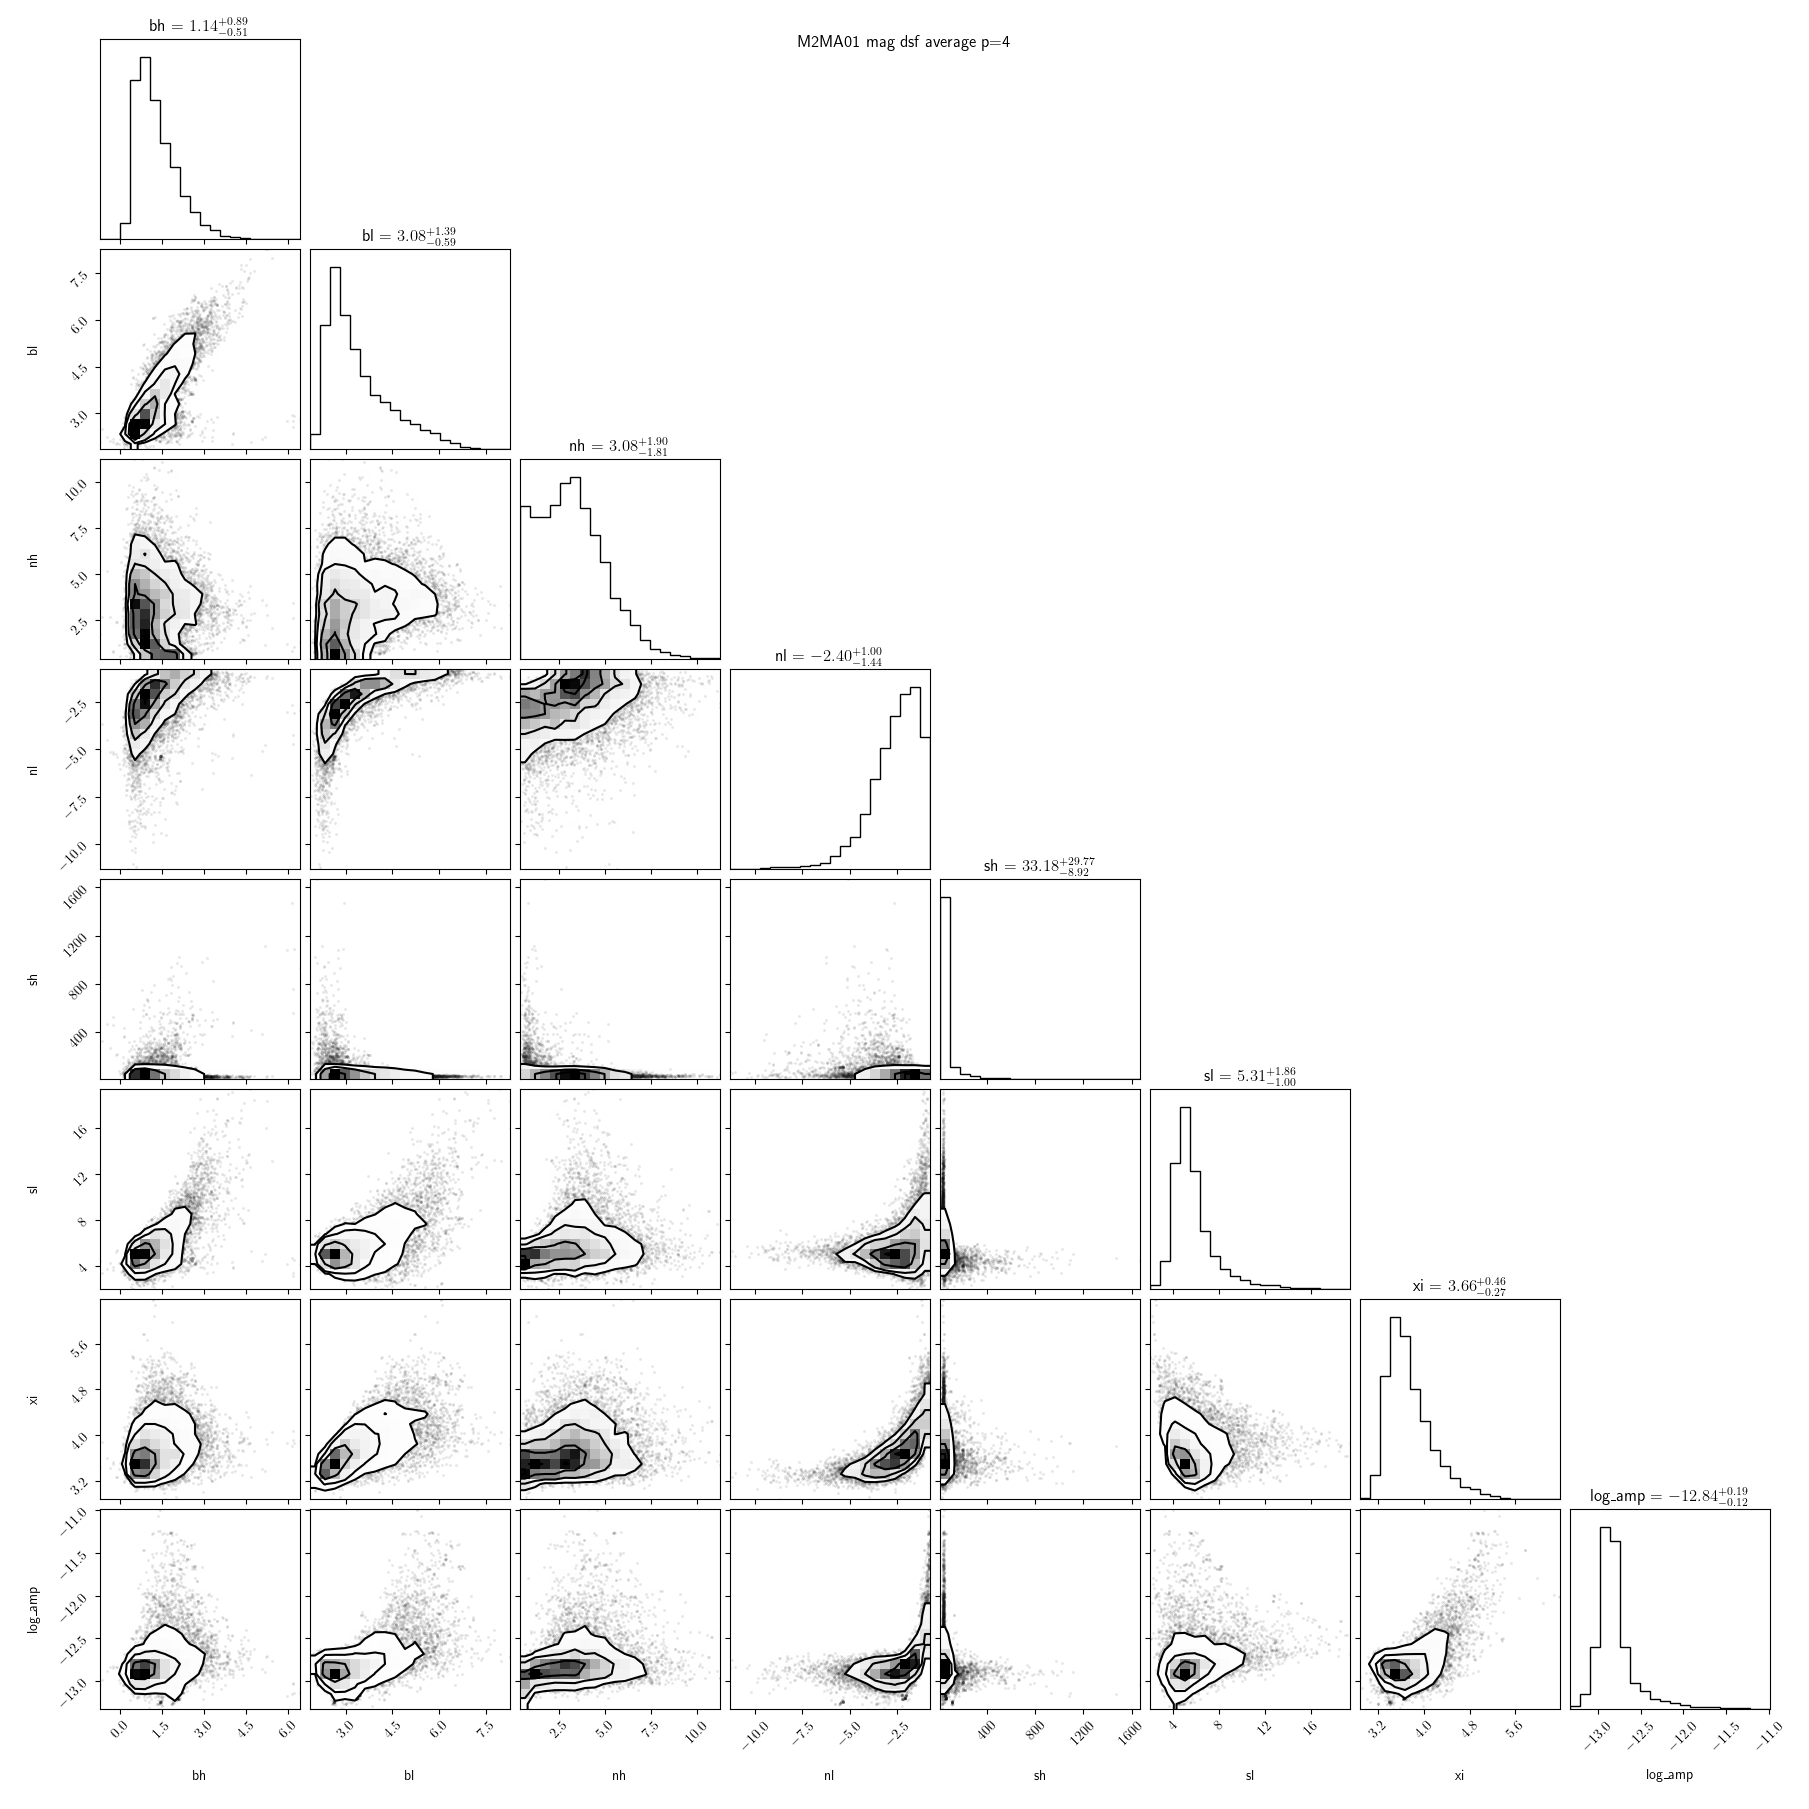 bh = 1.14+0.89−0.51
M2MA01 mag dsf average p=4
bl = 3.08+1.39−0.59
7.5
6.0
4.5
3.0
bl
nh = 3.08+1.90−1.81
10.0
7.5
5.0
2.5
nh
nl = −2.40+1.00−1.44
−2.5
−5.0
−7.5
−10.0
nl
sh = 33.18+29.77−8.92
1600
1200
800
400
sh
sl = 5.31+1.86−1.00
16
12
8
4
sl
xi = 3.66+0.46−0.27
5.6
4.8
4.0
3.2
xi
log_amp = −12.84+0.19−0.12
−11.0
−11.5
−12.0
−12.5
−13.0
log_amp
0.0 1.5 3.0 4.5 6.0 3.0 4.5 6.0 7.5 2.5 5.0 7.5 10.0 −10.0 −7.5 −5.0 −2.5 400 800 1200 1600 4 8 12 16 3.2 4.0 4.8 5.6 −13.0 −12.5 −12.0 −11.5 −11.0
bh bl nh nl sh sl xi log_amp